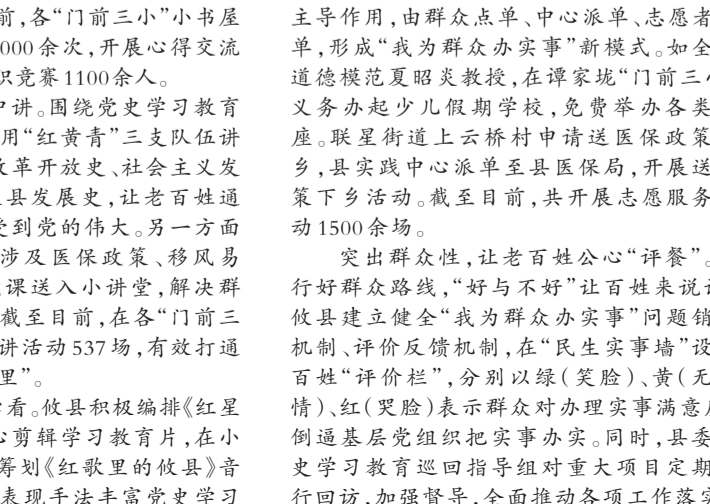 前,各“门前三小”小书屋
000余次,开展心得交流
识竞赛1100余人。
中讲。围绕党史学习教育
用“红黄青”三支队伍讲
改革开放史、社会主义发
县发展史,让老百姓通
受到党的伟大。另一方面
涉及医保政策、移风易
课送入小讲堂,解决群
截至目前,在各“门前三
讲活动537场,有效打通
里”。
看。攸县积极编排《红星
心剪辑学习教育片,在小
筹划《红歌里的攸县》音
表现手法丰富党史学习
主导作用,由群众点单、中心派单、志愿者
单,形成“我为群众办实事”新模式。如全
道德模范夏昭炎教授,在谭家垅“门前三小
义务办起少儿假期学校,免费举办各类
座。联星街道上云桥村申请送医保政策
乡,县实践中心派单至县医保局,开展送
策下乡活动。截至目前,共开展志愿服务
动1500余场。
突出群众性,让老百姓公心“评餐”。
行好群众路线,“好与不好”让百姓来说
攸县建立健全“我为群众办实事”问题销
机制、评价反馈机制,在“民生实事墙”设
百姓“评价栏”,分别以绿(笑脸)、黄(无
情)、红(哭脸)表示群众对办理实事满意
倒逼基层党组织把实事办实。同时,县委
史学习教育巡回指导组对重大项目定期
行回访,加强督导,全面推动各项工作落实